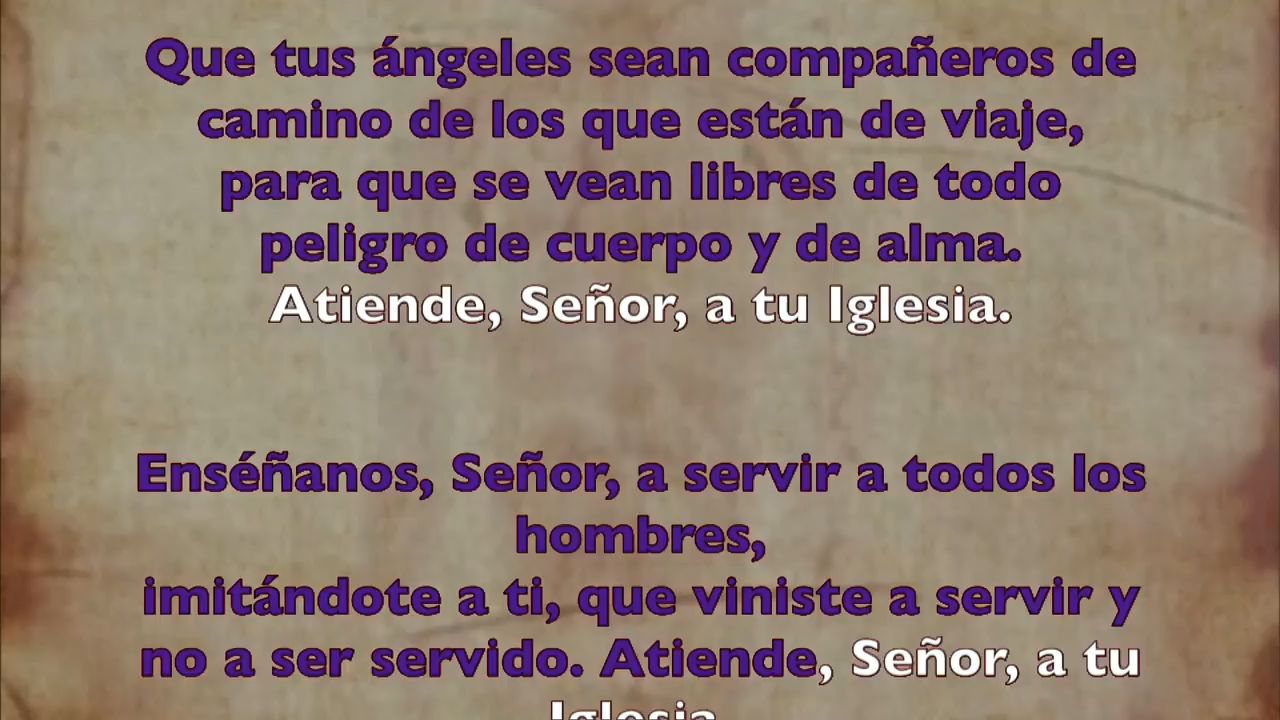 Que tus ángeles sean compañeros de
camino de los que están de viaje,
para que se vean libres de todo
peligro de cuerpo y de alma.
Atiende, Señor, a tu Iglesia.
Enséñanos, Señor, a servir a todos los
hombres,
imitándote a ti, que viniste a servir y
no a ser servido. Atiende, Señor, a tu
Iglesia